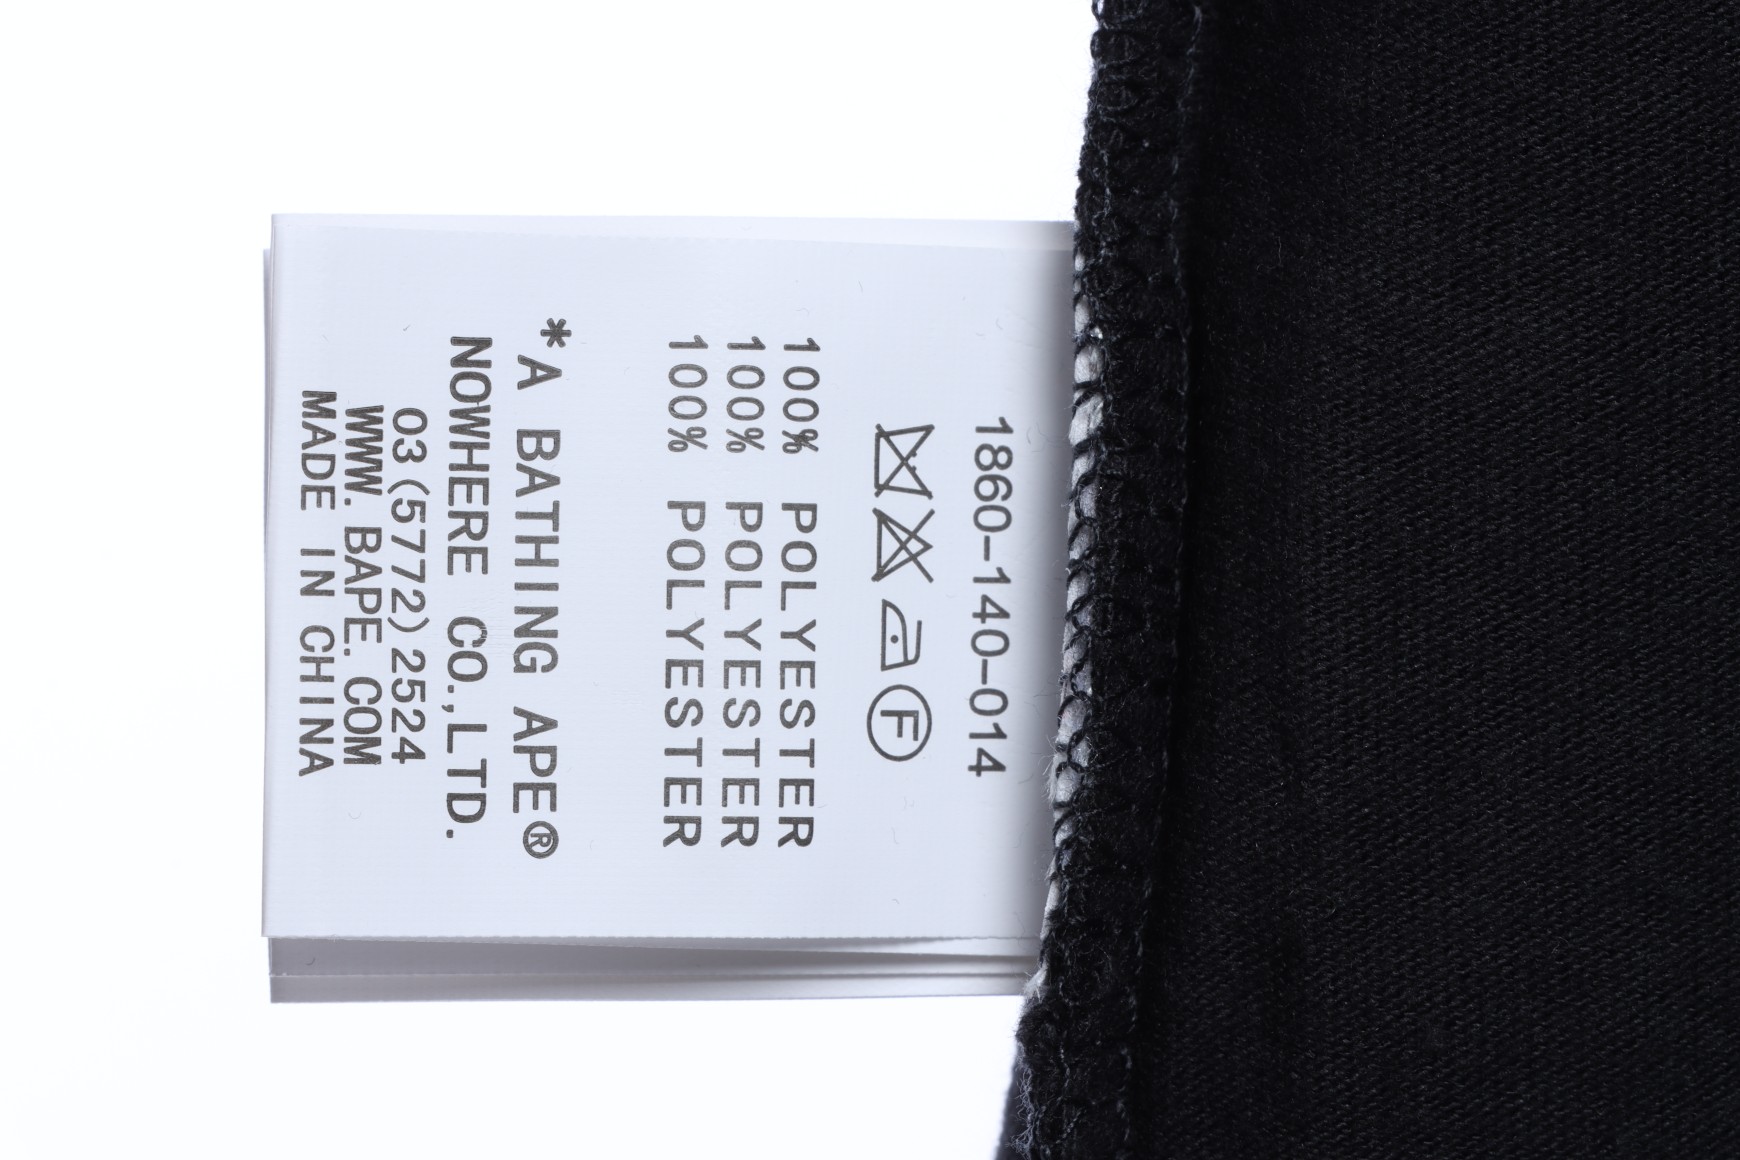 1860-140-014
F
100% POLYESTER
100% POLYESTER
100% POLYESTER
*A BATHING APE®
NOWHERE CO.,LTD.
03(5772)2524
WWW.BAPE.COM
MADE IN CHINA